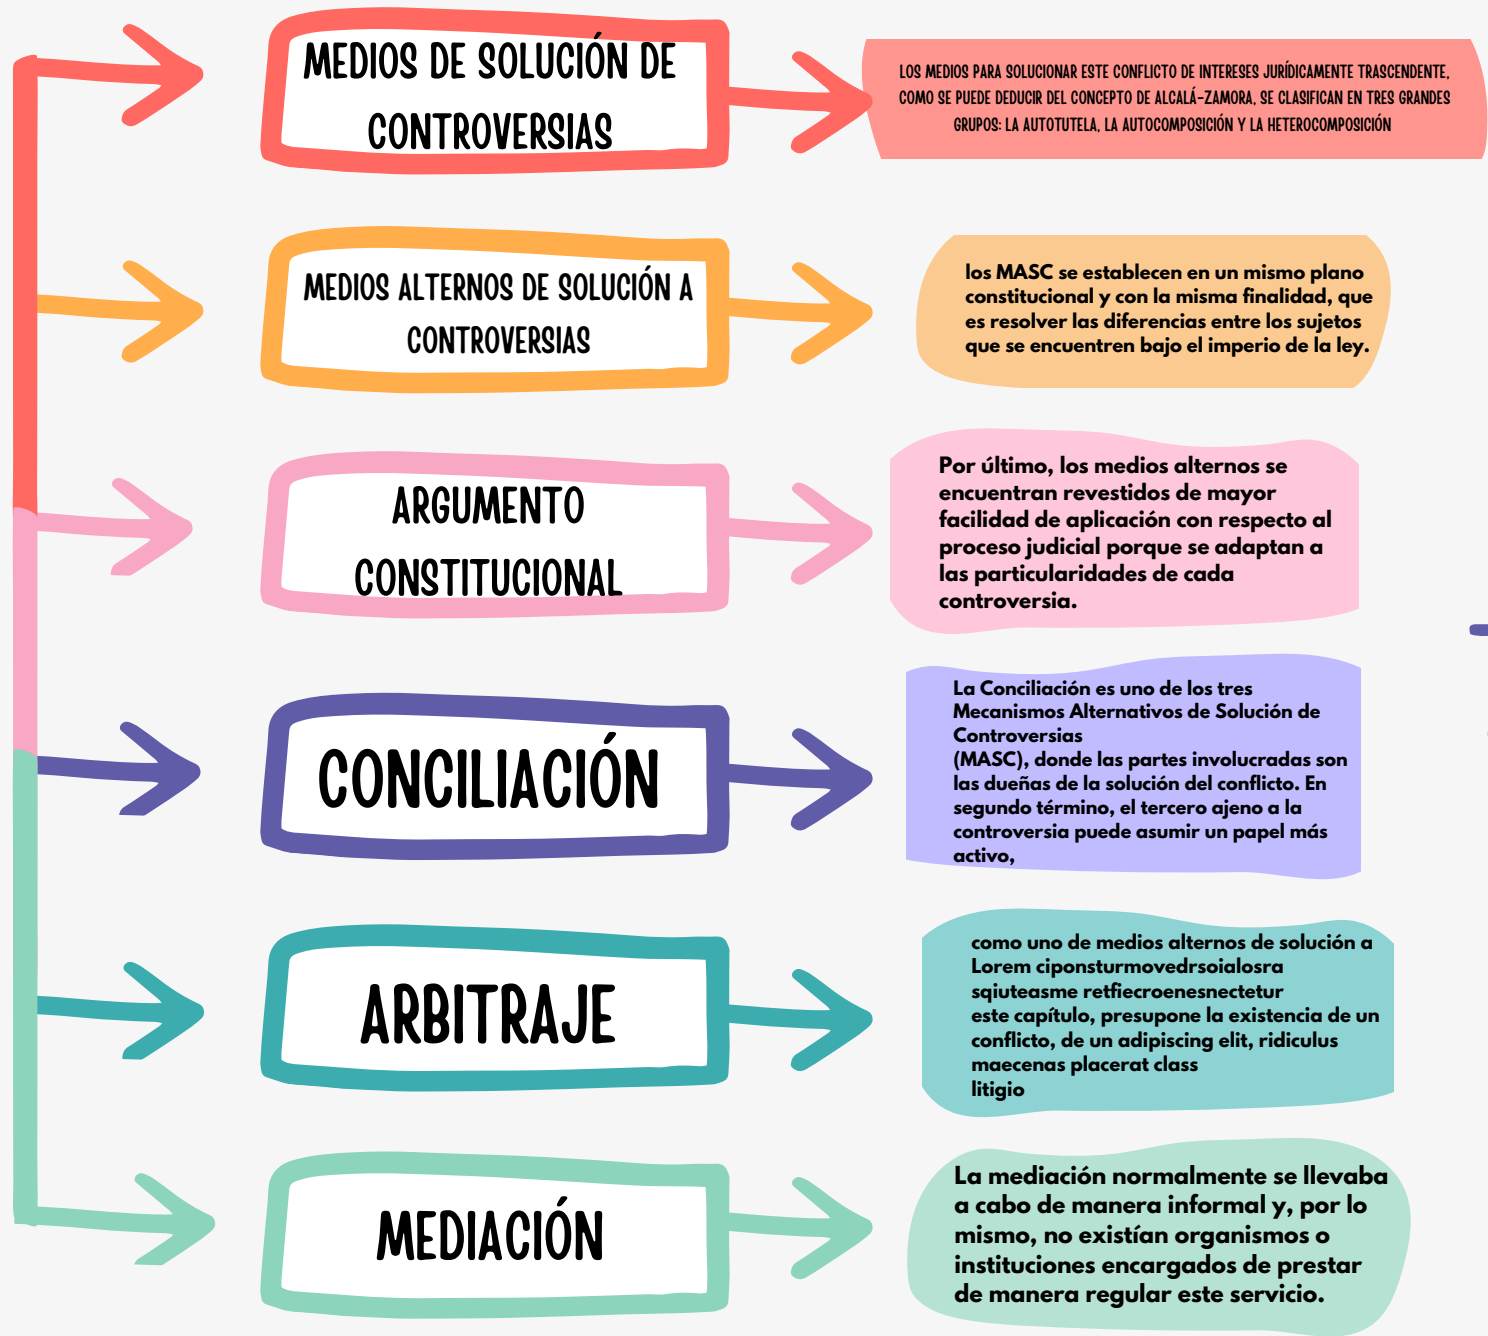 MEDIOS DE SOLUCIÓN DE
CONTROVERSIAS
LOS MEDIOS PARA SOLUCIONAR ESTE CONFLICTO DE INTERESES JURÍDICAMENTE TRASCENDENTE,
COMO SE PUEDE DEDUCIR DEL CONCEPTO DE ALCALÁ-ZAMORA, SE CLASIFICAN EN TRES GRANDES
GRUPOS: LA AUTOTUTELA, LA AUTOCOMPOSICIÓN Y LA HETEROCOMPOSICIÓN
MEDIOS ALTERNOS DE SOLUCIÓN A
CONTROVERSIAS
los MASC se establecen en un mismo plano
constitucional y con la misma finalidad, que
es resolver las diferencias entre los sujetos
que se encuentren bajo el imperio de la ley.
ARGUMENTO
CONSTITUCIONAL
Por último, los medios alternos se
encuentran revestidos de mayor
facilidad de aplicación con respecto al
proceso judicial porque se adaptan a
las particularidades de cada
controversia.
CONCILIACIÓN
La Conciliación es uno de los tres
Mecanismos Alternativos de Solución de
Controversias
(MASC), donde las partes involucradas son
las dueñas de la solución del conflicto. En
segundo término, el tercero ajeno a la
controversia puede asumir un papel más
activo,
ARBITRAJE
como uno de medios alternos de solución a
Lorem ciponsturmovedrsoialosra
sqiuteasme retfiecroenesnectetur
este capítulo, presupone la existencia de un
conflicto, de un adipiscing elit, ridiculus
maecenas placerat class
litigio
MEDIACIÓN
La mediación normalmente se llevaba
a cabo de manera informal y, por lo
mismo, no existían organismos o
instituciones encargados de prestar
de manera regular este servicio.